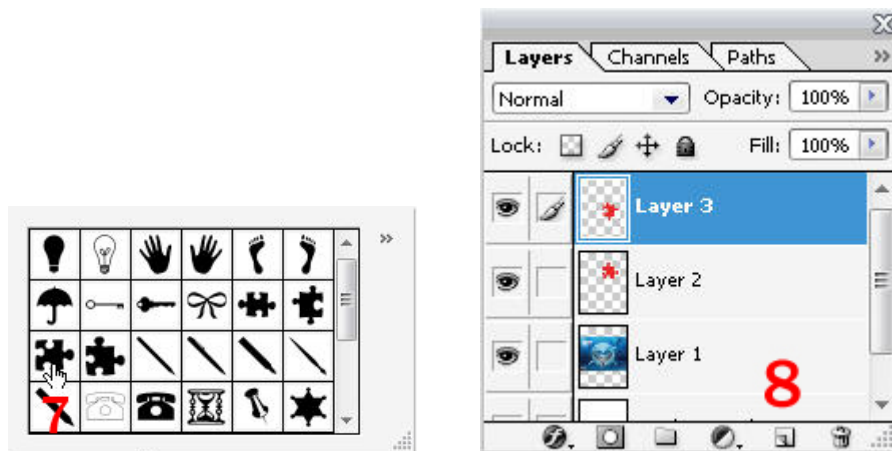 Layers Channels Paths
Normal Opacity: 100%
Lock: Fill: 100%
Layer 3
Layer 2
Layer 1
7
8